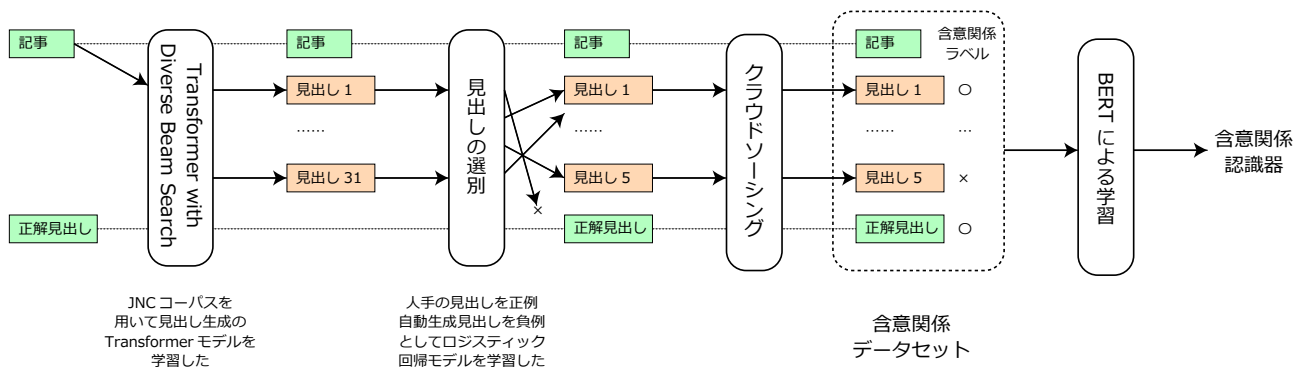 記事
正解見出し
Transformer with
Diverse Beam Search
JNC コーパスを
用いて見出し生成の
Transformer モデルを
学習した
記事
見出し 1
......
見出し 31
見出しの選別
×
人手の見出しを正例
自動生成見出しを負例
としてロジスティック
回帰モデルを学習した
記事
見出し 1
......
見出し 5
正解見出し
クラウドソーシング
記事
含意関係
ラベル
見出し 1 〇
...... ...
見出し 5 ×
正解見出し 〇
含意関係
データセット
BERT による学習
含意関係
認識器